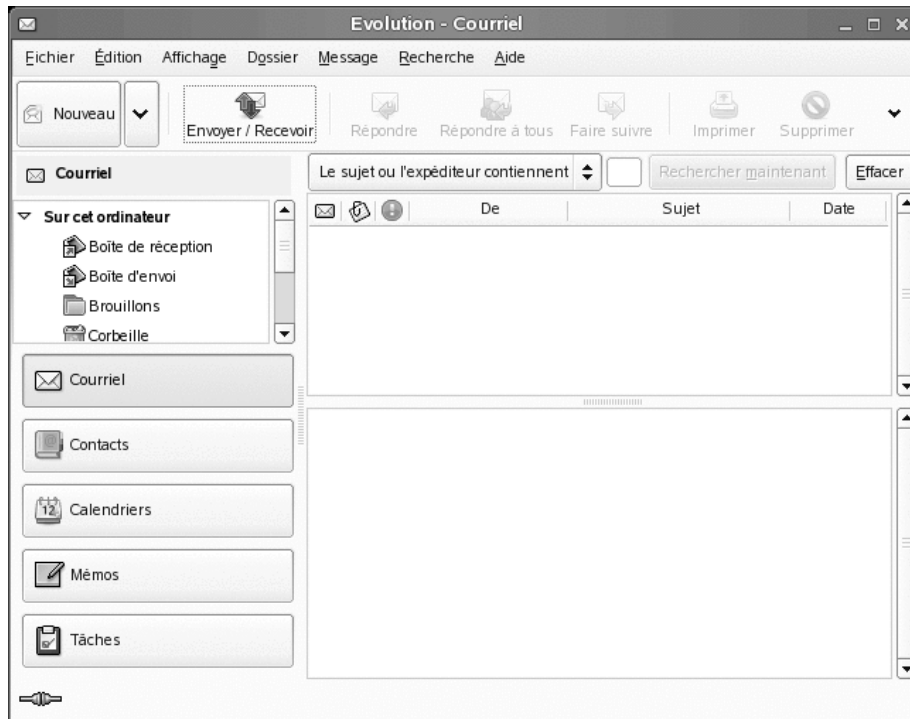 Evolution - Courriel
Fichier Édition Affichage Dossier Message Recherche Aide
Nouveau Envoyer / Recevoir Répondre Répondre à tous Faire suivre Imprimer Supprimer
Courriel
Le sujet ou l'expéditeur contiennent Rechercher maintenant Effacer
De Sujet Date
Sur cet ordinateur
Boîte de réception
Boîte d'envoi
Brouillons
Corbeille
Courriel
Contacts
12 Calendriers
Mémos
Tâches